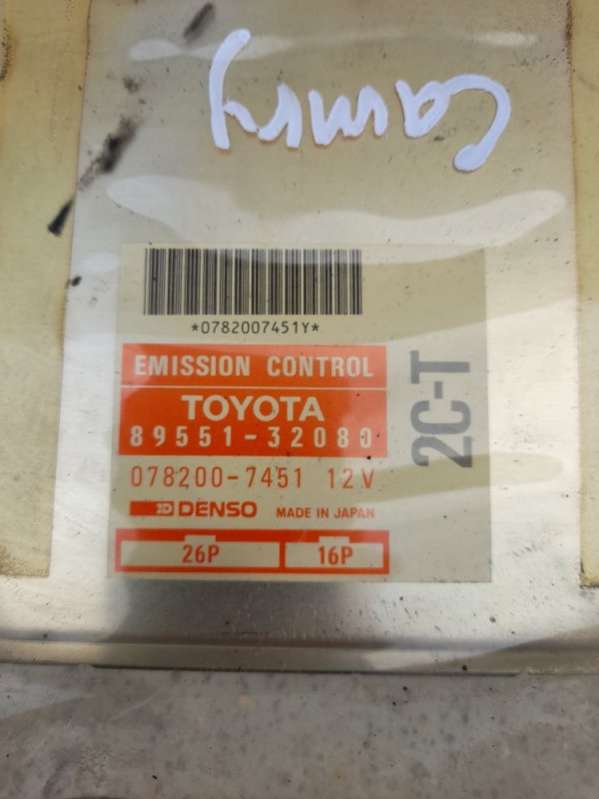 Camry
*0782007451Y*
EMISSION CONTROL
TOYOTA
89551-32080
2C-T
078200-7451 12V
DENSO MADE IN JAPAN
26P 16P